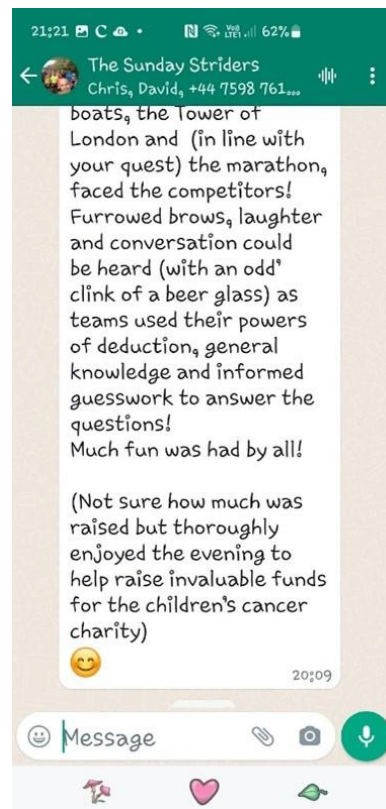 21:21 62%
The Sunday Striders
Chris, David, +44 7598 761...
boats, the Tower of
London and (in line with
your quest) the marathon,
faced the competitors!
Furrowed brows, laughter
and conversation could
be heard (with an odd'
clink of a beer glass) as
teams used their powers
of deduction, general
knowledge and informed
guesswork to answer the
questions!
Much fun was had by all!
(Not sure how much was
raised but thoroughly
enjoyed the evening to
help raise invaluable funds
for the children's cancer
charity)
20:09
Message